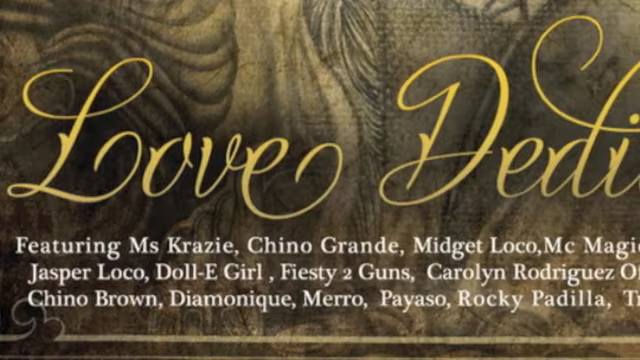 Love Dedi
Featuring Ms Krazie, Chino Grande, Midget Loco,Mc Magic
Jasper Loco, Doll-E Girl , Fiesty 2 Guns, Carolyn Rodriguez
Chino Brown, Diamonique, Merro, Payaso, Rocky Padilla,